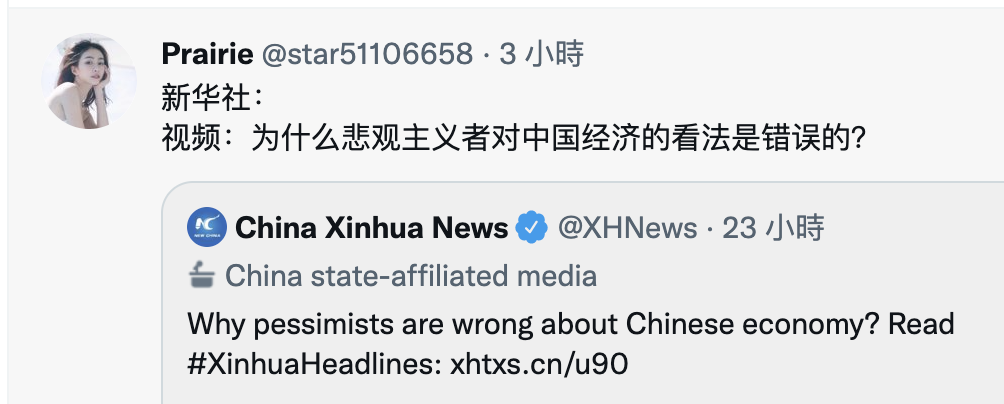 Prairie @star51106658 · 3 小時
新华社：
视频：为什么悲观主义者对中国经济的看法是错误的？
China Xinhua News @XHNews · 23 小時
China state-affiliated media
Why pessimists are wrong about Chinese economy? Read
#XinhuaHeadlines: xhtxs.cn/u90